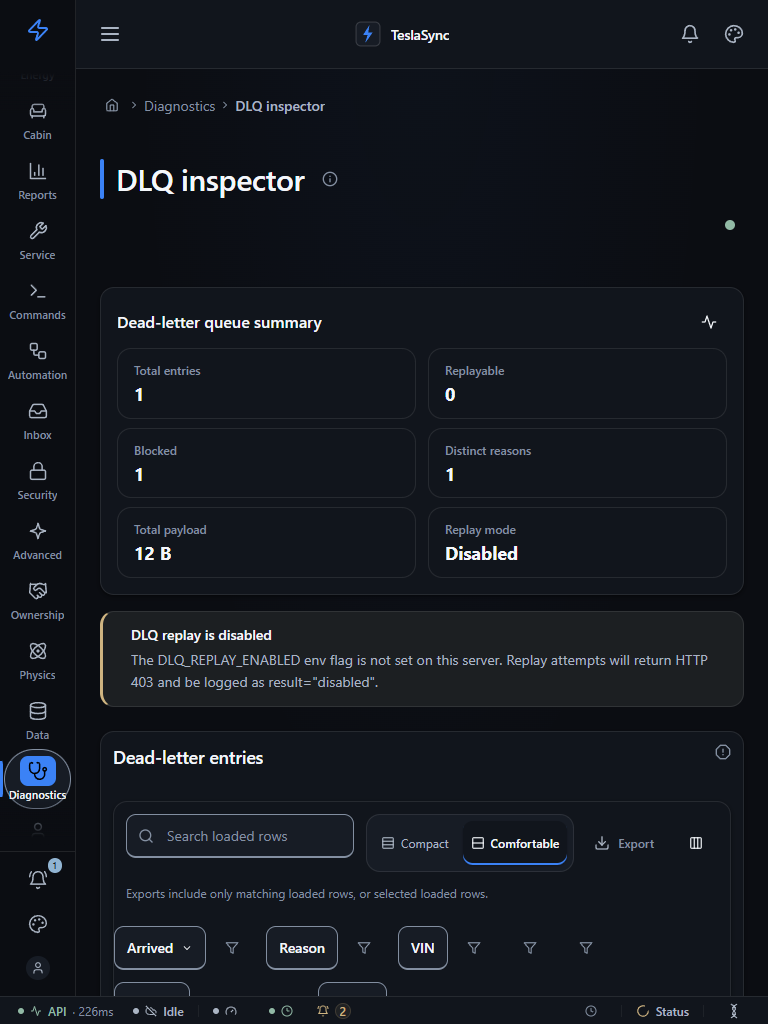 TeslaSync
Energy
Cabin
Reports
Service
Commands
Automation
Inbox
Security
Advanced
Ownership
Physics
Data
Diagnostics
1
Diagnostics > DLQ inspector
DLQ inspector
Dead-letter queue summary
Total entries
1
Replayable
0
Blocked
1
Distinct reasons
1
Total payload
12 B
Replay mode
Disabled
DLQ replay is disabled
The DLQ_REPLAY_ENABLED env flag is not set on this server. Replay attempts will return HTTP
403 and be logged as result="disabled".
Dead-letter entries
Search loaded rows
Compact
Comfortable
Export
Exports include only matching loaded rows, or selected loaded rows.
Arrived
Reason
VIN
API · 226ms
Idle
2
Status